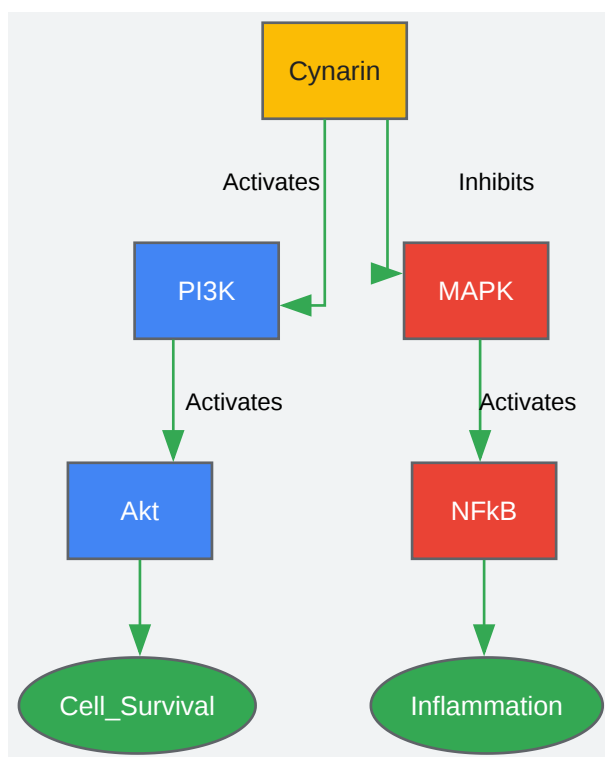 Cynarin
Activates
Inhibits
PI3K
MAPK
Activates
Activates
Akt
NFkB
Cell_Survival
Inflammation